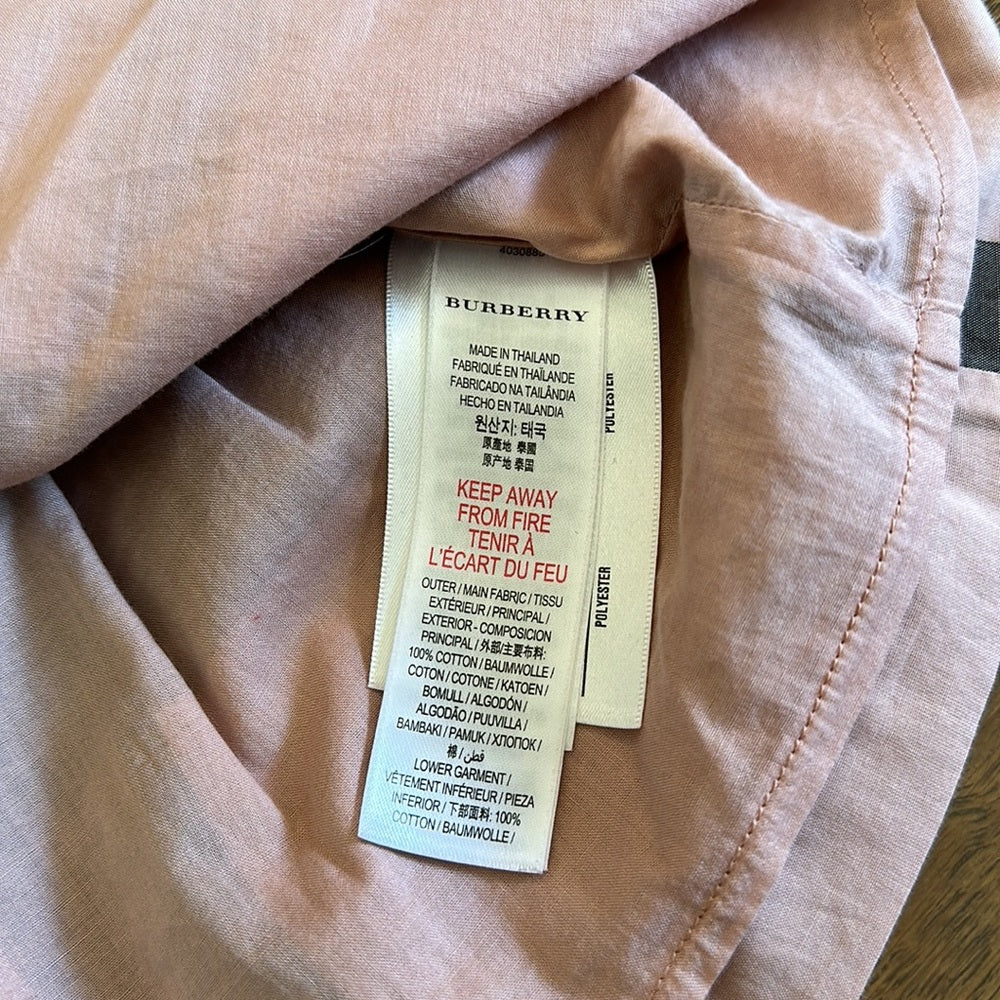 BURBERRY
MADE IN THAILAND
FABRIQUÉ EN THAÏLANDE
FABRICADO NA TAILÂNDIA
HECHO EN TAILANDIA
원산지: 태국
原產地 泰國
原产地 泰国
KEEP AWAY
FROM FIRE
TENIR À
L'ÉCART DU FEU
OUTER / MAIN FABRIC / TISSU
EXTÉRIEUR / PRINCIPAL /
EXTERIOR - COMPOSICION
PRINCIPAL / 外部/主要布料:
100% COTTON / BAUMWOLLE /
COTON / COTONE / KATOEN /
BOMULL / ALGODÓN /
ALGODÃO / PUUVILLA /
BAMBAKI / PAMUK / ХЛОПОК /
棉 / قطن /
LOWER GARMENT /
VÊTEMENT INFÉRIEUR / PIEZA
INFERIOR / 下部面料: 100%
COTTON / BAUMWOLLE /
POLYESTER
POLYESTER